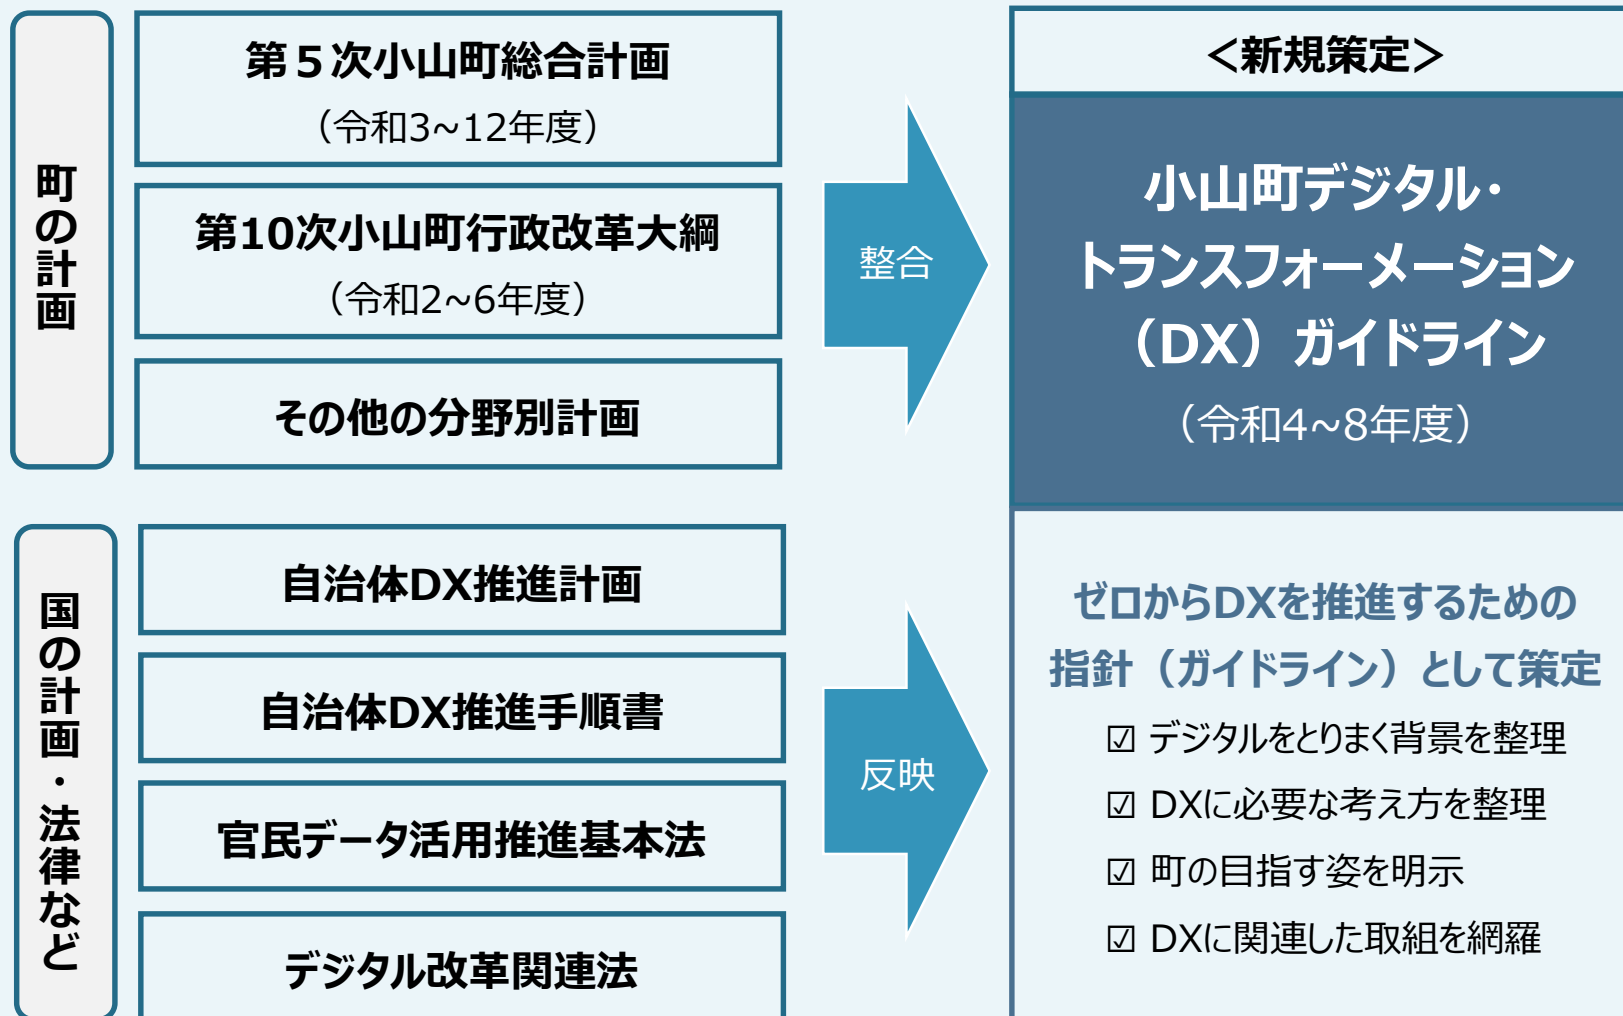 町の計画
第５次小山町総合計画
（令和3~12年度）
第10次小山町行政改革大綱
（令和2~6年度）
その他の分野別計画
整合
＜新規策定＞
小山町デジタル・
トランスフォーメーション
（DX）ガイドライン
（令和4~8年度）
国の計画・法律など
自治体DX推進計画
自治体DX推進手順書
官民データ活用推進基本法
デジタル改革関連法
反映
ゼロからDXを推進するための
指針（ガイドライン）として策定
☑ デジタルをとりまく背景を整理
☑ DXに必要な考え方を整理
☑ 町の目指す姿を明示
☑ DXに関連した取組を網羅